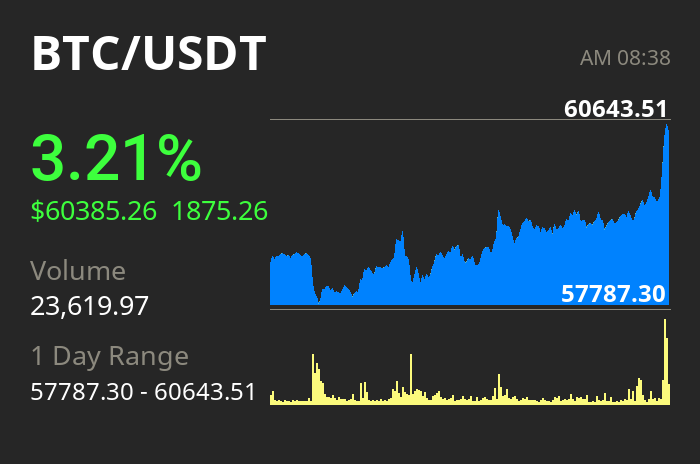 BTC/USDT
AM 08:38
60643.51
3.21%
$60385.26 1875.26
Volume
23,619.97
57787.30
1 Day Range
57787.30 - 60643.51